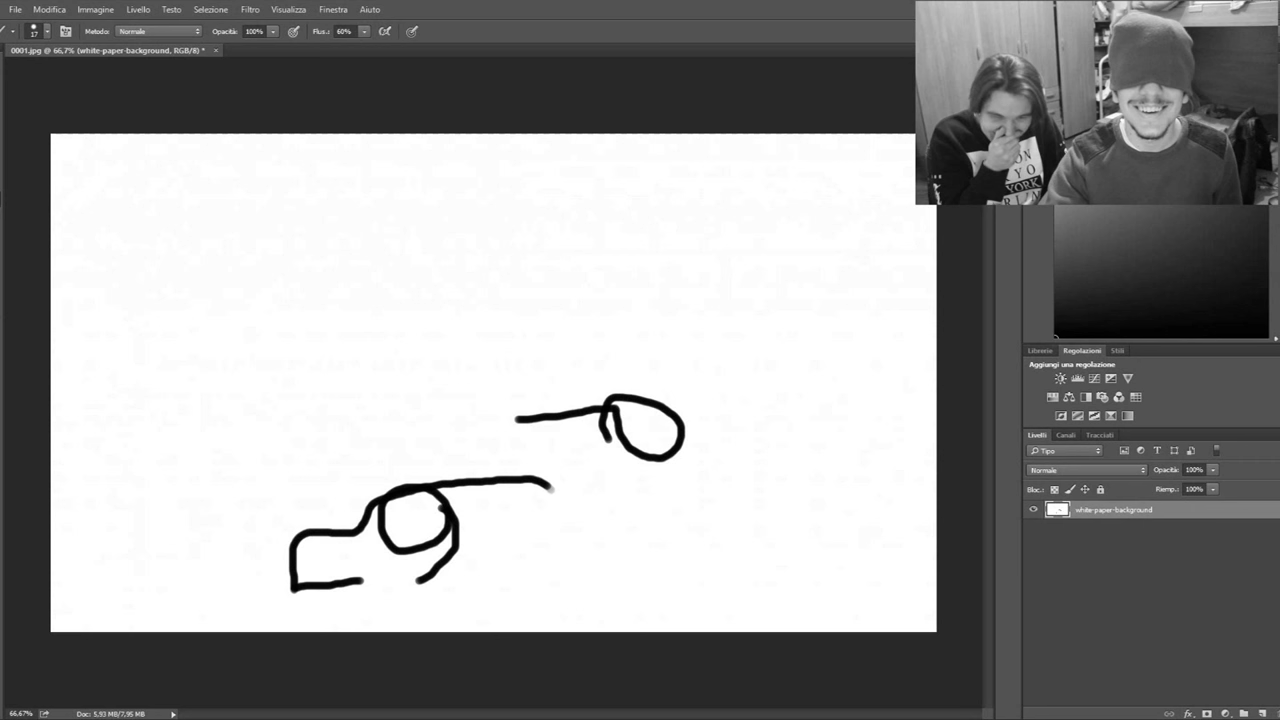 File Modifica Immagine Livello Testo Selezione Filtro Visualizza Finestra Aiuto
17 Metodo: Normale Opacità: 100% Flus.: 60%
0001.jpg @ 66,7% (white-paper-background, RGB/8) * ×
YORK
Librerie Regolazioni Stili
Aggiungi una regolazione
Livelli Canali Tracciati
Tipo
Normale Opacità: 100%
Bloc.: Riemp.: 100%
white-paper-background
66,67% Doc: 5,93 MB/7,95 MB